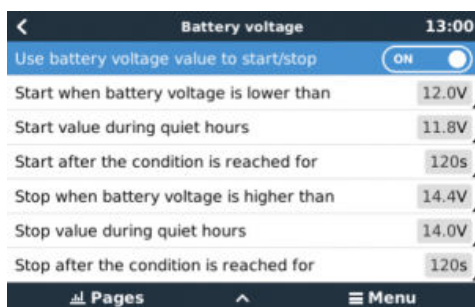 Battery voltage 13:00
Use battery voltage value to start/stop ON
Start when battery voltage is lower than 12.0V
Start value during quiet hours 11.8V
Start after the condition is reached for 120s
Stop when battery voltage is higher than 14.4V
Stop value during quiet hours 14.0V
Stop after the condition is reached for 120s
Pages Menu